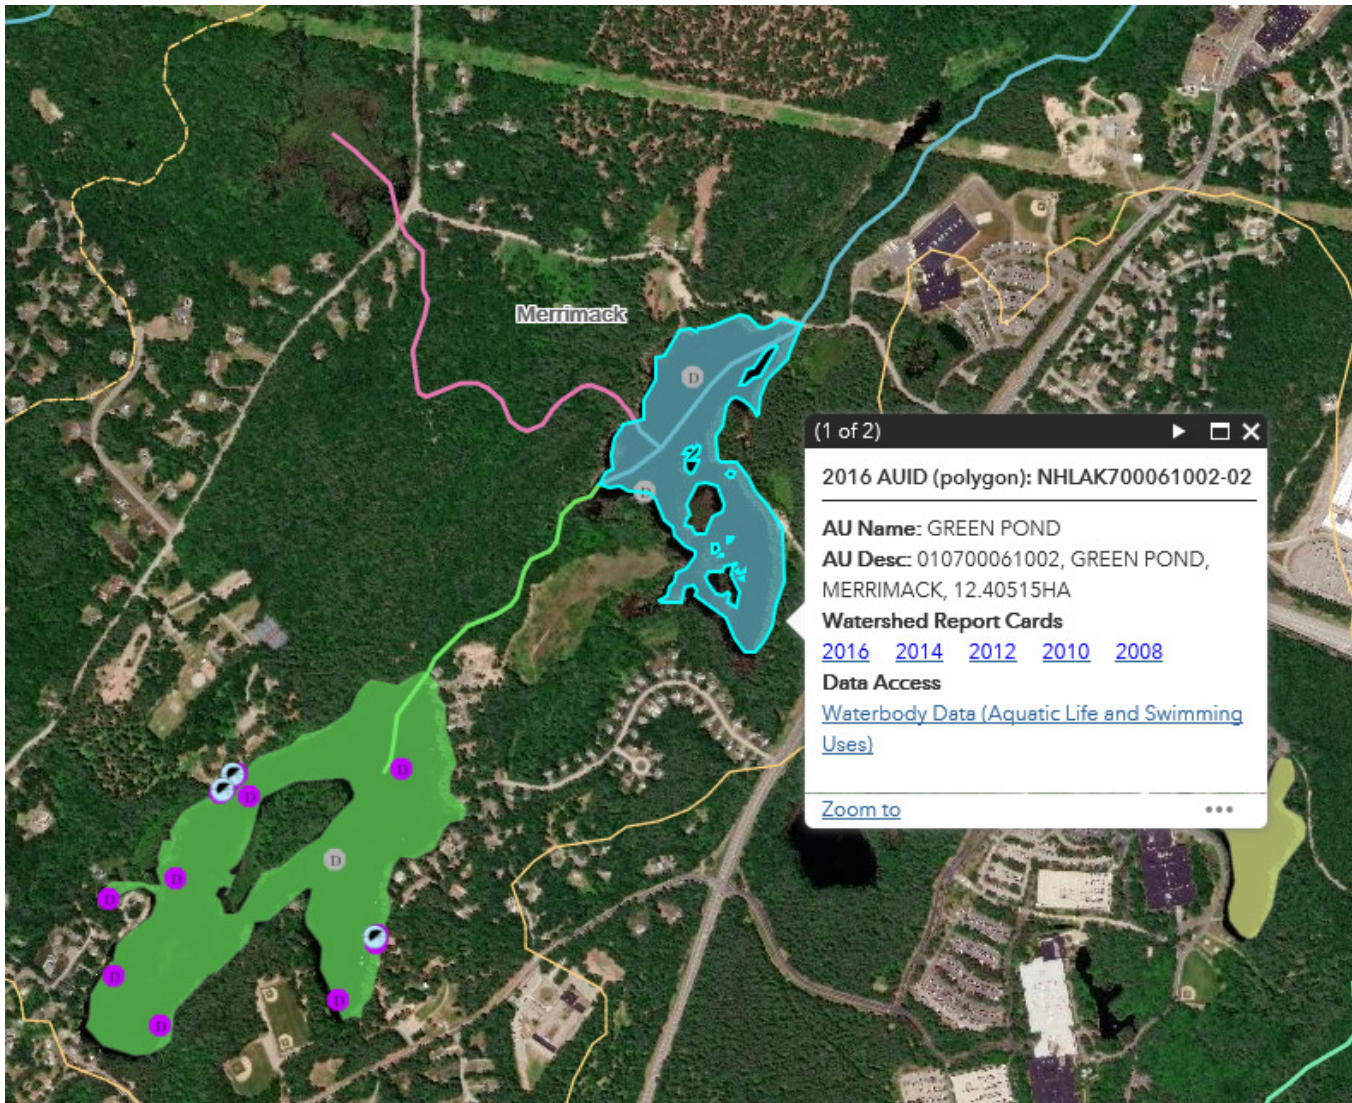 Merrimack
D
D
(1 of 2)
2016 AUID (polygon): NHLAK700061002-02
AU Name: GREEN POND
AU Desc: 010700061002, GREEN POND,
MERRIMACK, 12.40515HA
Watershed Report Cards
2016 2014 2012 2010 2008
Data Access
Waterbody Data (Aquatic Life and Swimming
Uses)
Zoom to
D
D
D
D
D
D
D
D